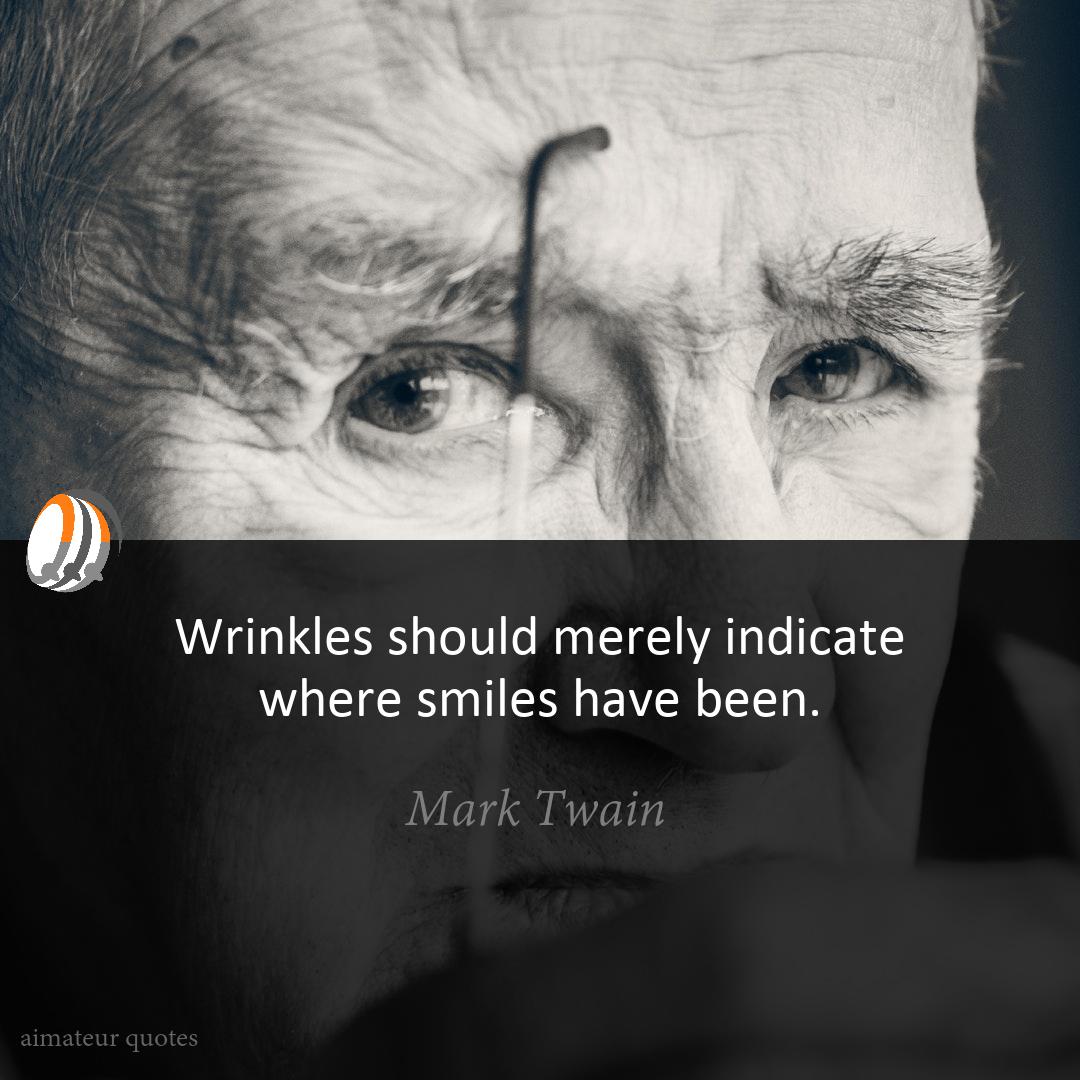 Wrinkles should merely indicate
where smiles have been.
Mark Twain
aimateur quotes